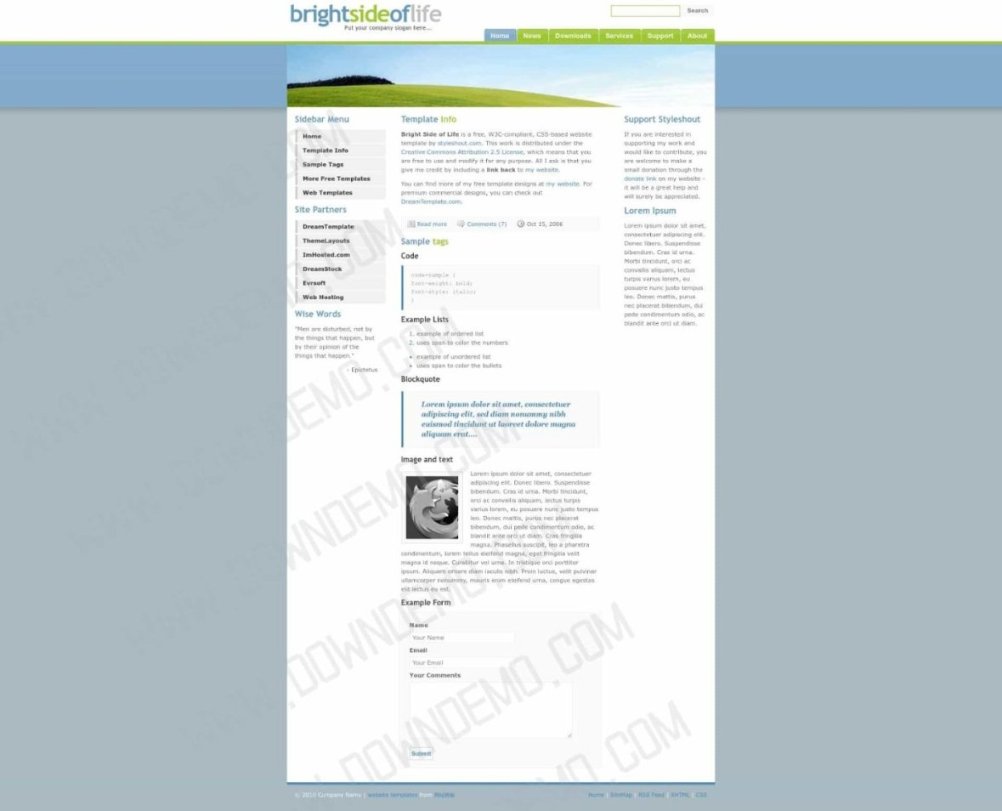 brightsideoflife
Put your company slogan here...
Search
Home
News
Downloads
Services
Support
About
Sidebar Menu
Home
Template Info
Sample Tags
More Free Templates
Web Templates
Site Partners
DreamTemplate
ThemeLayouts
ImHosted.com
DreamStock
Evrsoft
Web Hosting
Wise Words
"Men are disturbed, not by
the things that happen, but
by their opinion of the
things that happen."
- Epictetus
Template Info
Bright Side of Life is a free, W3C-compliant, CSS-based website
template by styleshout.com. This work is distributed under the
Creative Commons Attribution 2.5 License, which means that you
are free to use and modify it for any purpose. All I ask is that you
give me credit by including a link back to my website.
You can find more of my free template designs at my website. For
premium commercial designs, you can check out
DreamTemplate.com.
Read more Comments (7) Oct 15, 2006
Sample tags
Code
code-sample {
font-weight: bold;
font-style: italic;
}
Example Lists
1. example of ordered list
2. uses span to color the numbers
• example of unordered list
• uses span to color the bullets
Blockquote
Lorem ipsum dolor sit amet, consectetuer
adipiscing elit, sed diam nonummy nibh
euismod tincidunt ut laoreet dolore magna
aliquam erat....
Image and text
Lorem ipsum dolor sit amet, consectetuer
adipiscing elit. Donec libero. Suspendisse
bibendum. Cras id urna. Morbi tincidunt,
orci ac convallis aliquam, lectus turpis
varius lorem, eu posuere nunc justo tempus
leo. Donec mattis, purus nec placerat
bibendum, dui pede condimentum odio, ac
blandit ante orci ut diam. Cras fringilla
magna. Phasellus suscipit, leo a pharetra
condimentum, lorem tellus eleifend magna, eget fringilla velit
magna id neque. Curabitur vel urna. In tristique orci porttitor
ipsum. Aliquam ornare diam iaculis nibh. Proin luctus, velit pulvinar
ullamcorper nonummy, mauris enim eleifend urna, congue egestas
elit lectus eu est.
Example Form
Name
Your Name
Email
Your Email
Your Comments
Submit
Support Styleshout
If you are interested in
supporting my work and
would like to contribute, you
are welcome to make a
small donation through the
donate link on my website -
it will be a great help and
will surely be appreciated.
Lorem Ipsum
Lorem ipsum dolor sit amet,
consectetuer adipiscing elit.
Donec libero. Suspendisse
bibendum. Cras id urna.
Morbi tincidunt, orci ac
convallis aliquam, lectus
turpis varius lorem, eu
posuere nunc justo tempus
leo. Donec mattis, purus
nec placerat bibendum, dui
pede condimentum odio, ac
blandit ante orci ut diam.
© 2010 Company Name | website templates from
Home | SiteMap | RSS Feed | XHTML | CSS
WWW.DOWNDEMO.COM